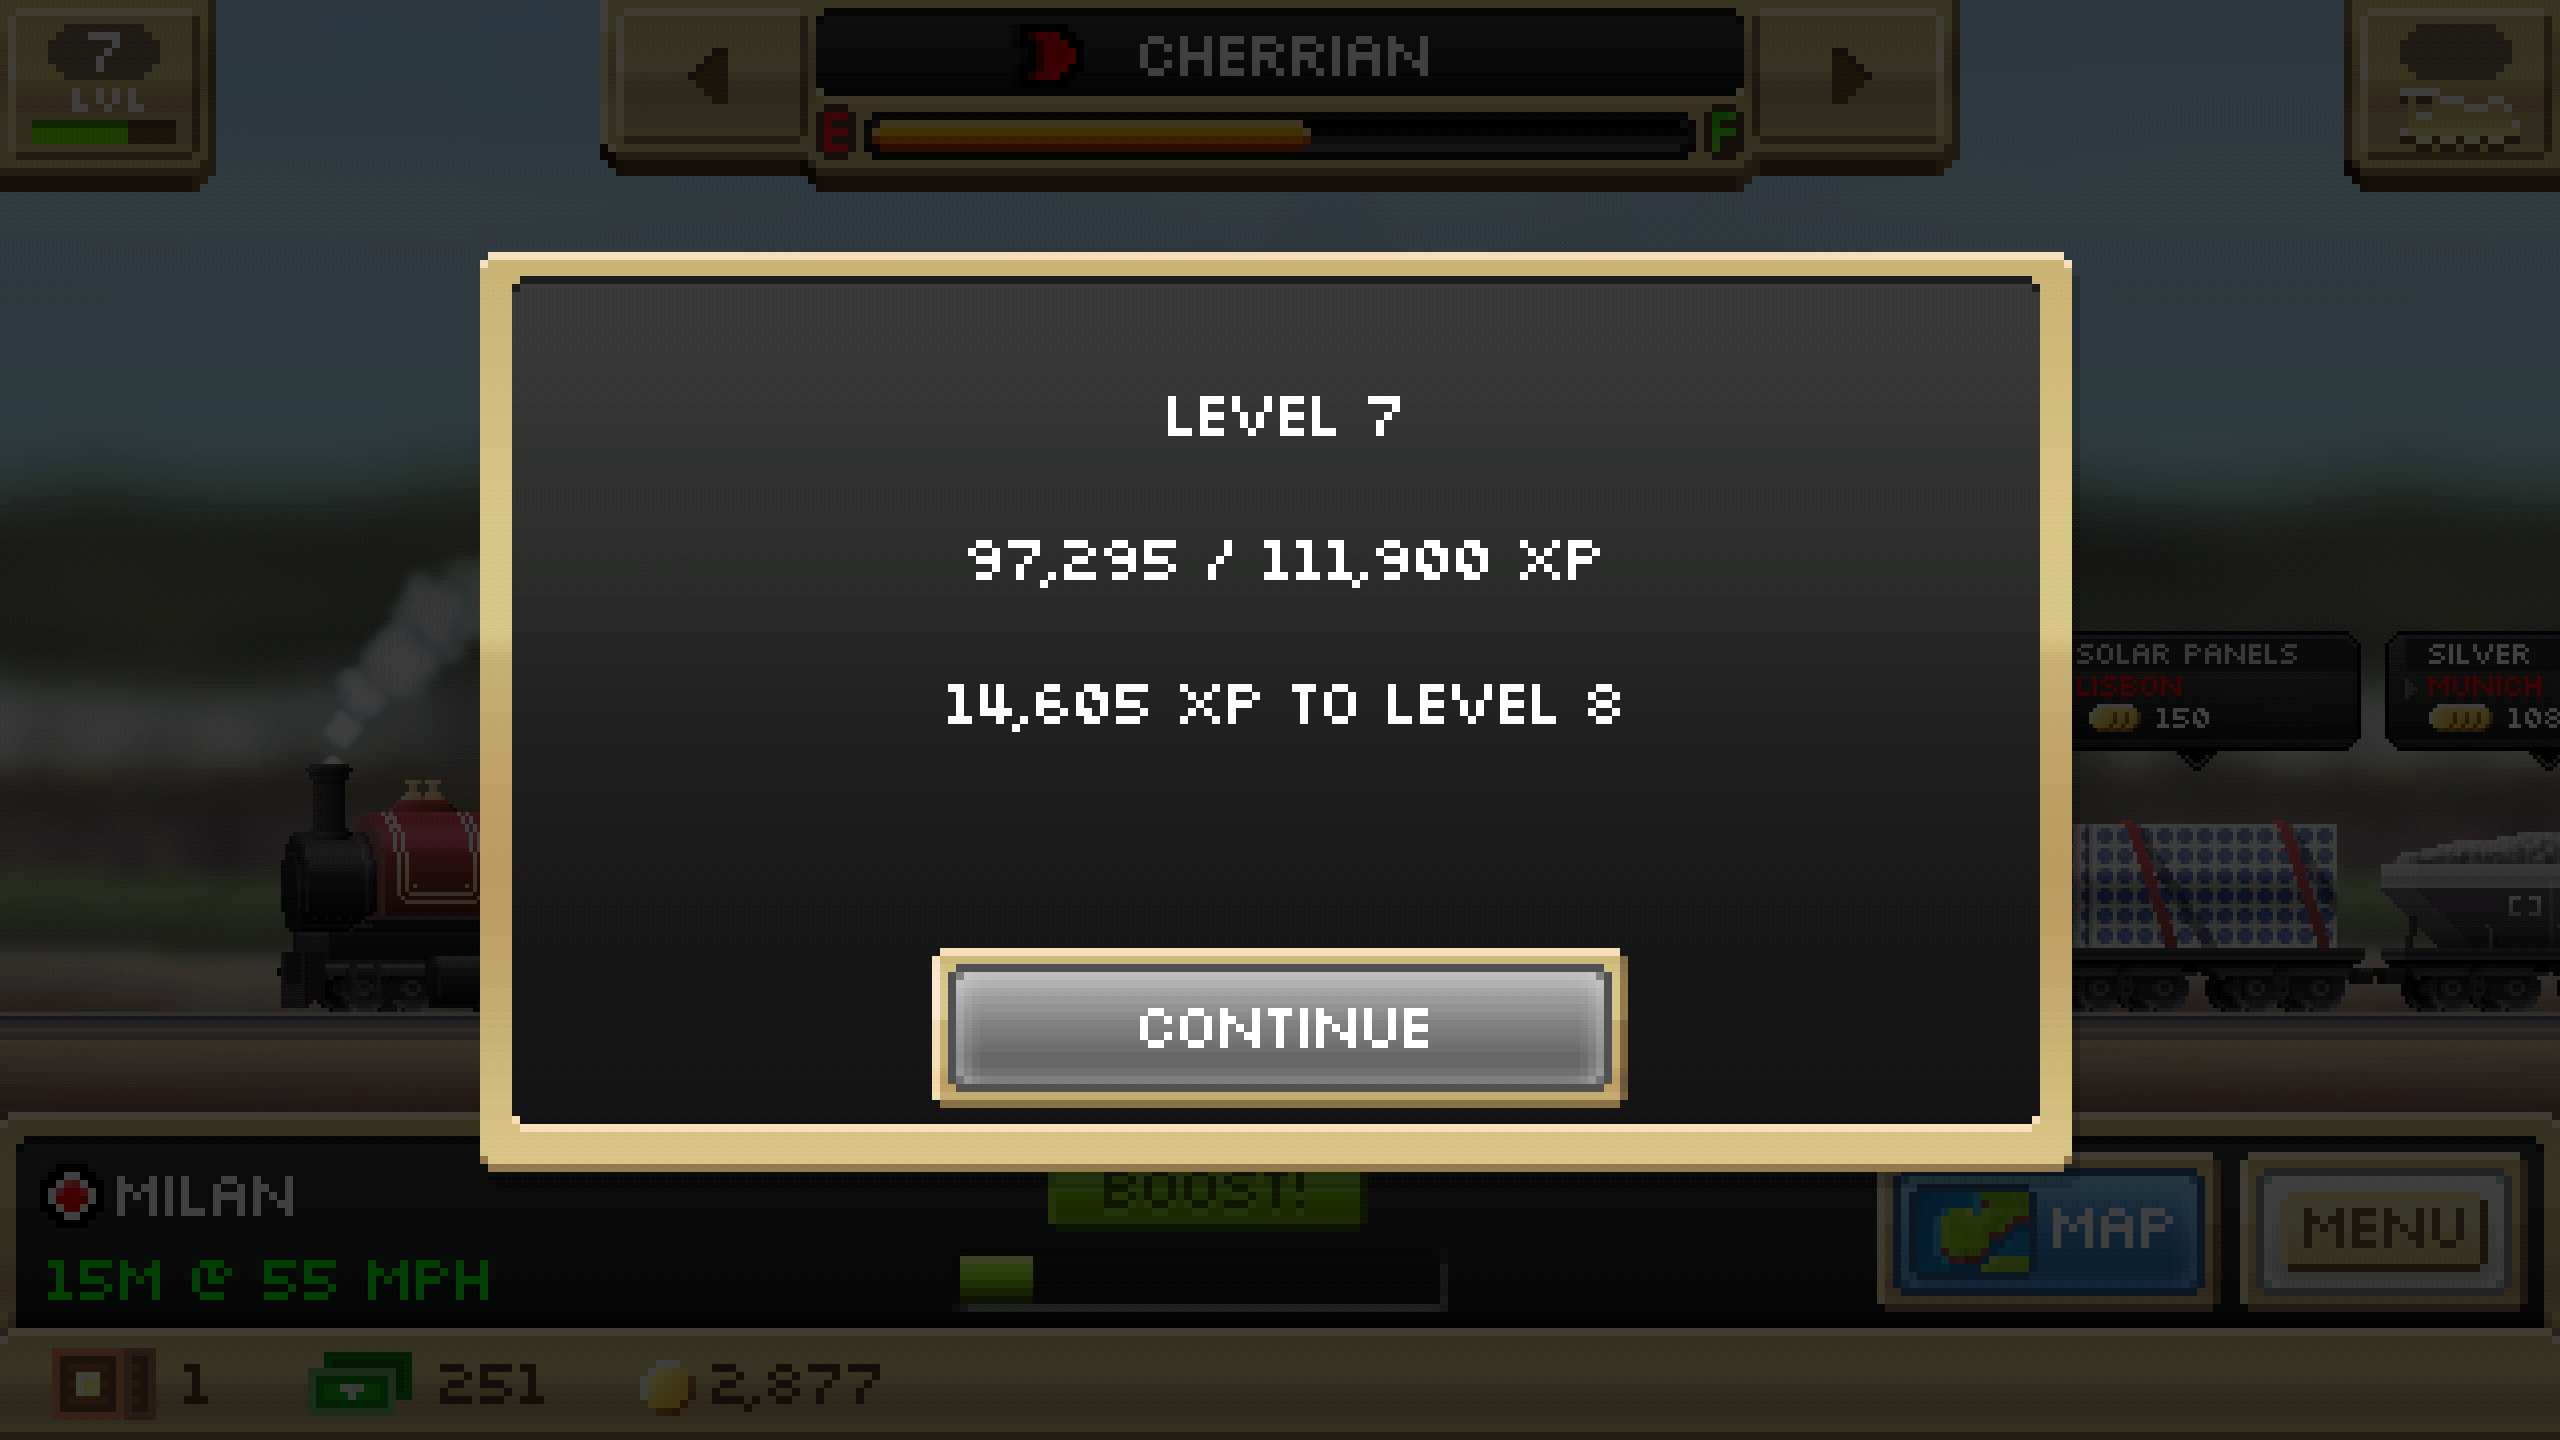 7
LVL
CHERRIAN
E
F
LEVEL 7
97,295 / 111,900 XP
14,605 XP TO LEVEL 8
CONTINUE
SOLAR PANELS
LISBON
150
SILVER
MUNICH
108
MILAN
15M @ 55 MPH
BOOST!
MAP
MENU
1
251
2,877